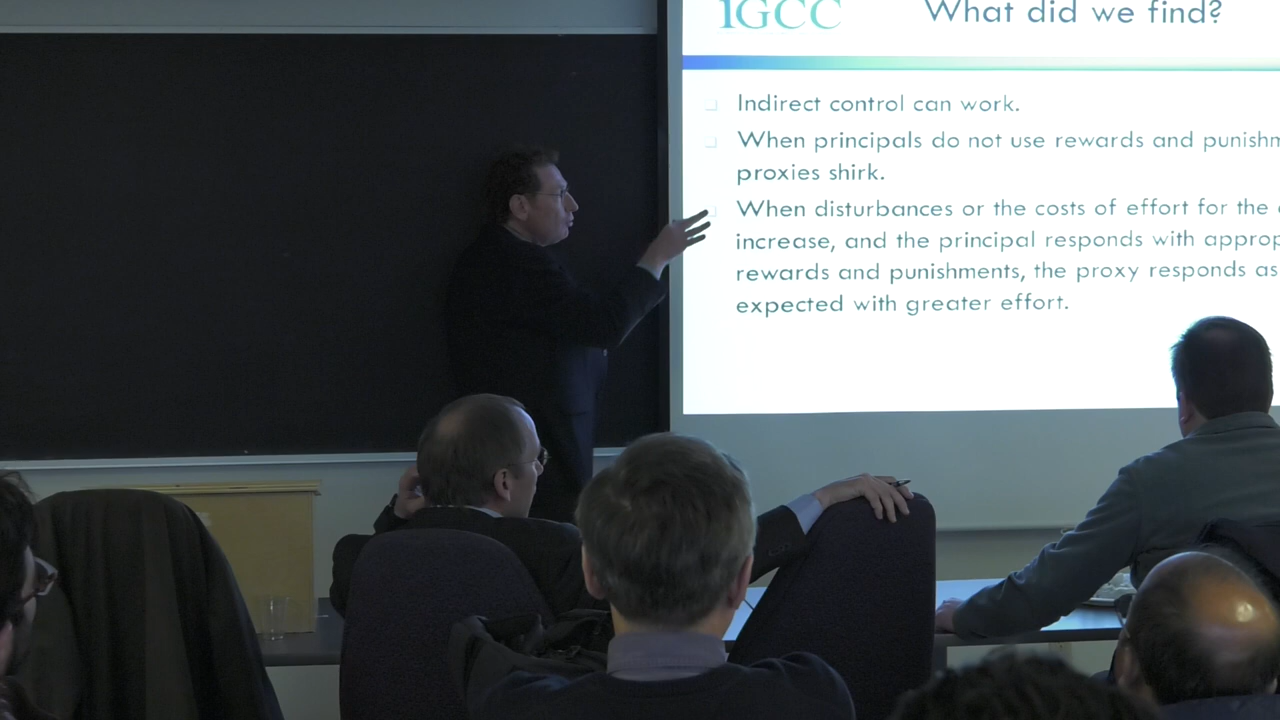 IGCC
What did we find?
Indirect control can work.
When principals do not use rewards and punishm
proxies shirk.
When disturbances or the costs of effort for the
increase, and the principal responds with approp
rewards and punishments, the proxy responds as
expected with greater effort.